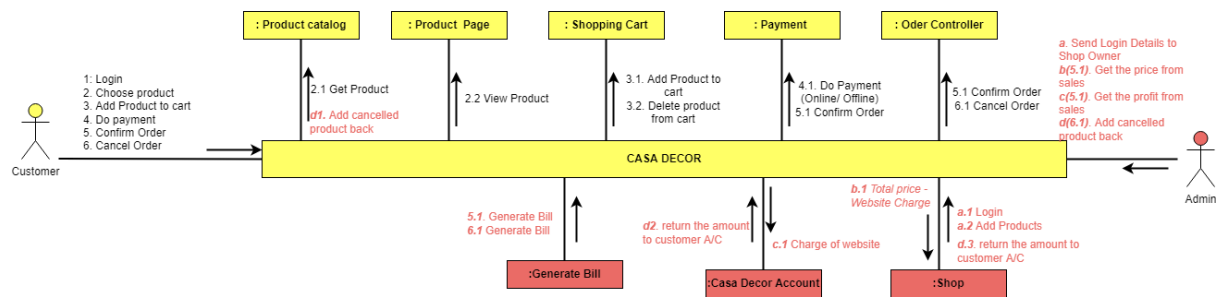 : Product catalog
: Product  Page
: Shopping Cart
: Payment
: Oder Controller
1: Login
2. Choose product
3. Add Product to cart
4. Do payment
5. Confirm Order
6. Cancel Order
2.1 Get Product
d1. Add cancelled
product back
2.2 View Product
3.1. Add Product to
cart
3.2. Delete product
from cart
4.1. Do Payment
(Online/ Offline)
5.1 Confirm Order
5.1 Confirm Order
6.1 Cancel Order
a. Send Login Details to
Shop Owner
b(5.1). Get the price from
sales
c(5.1). Get the profit from
sales
d(6.1). Add cancelled
product back
Customer
CASA DECOR
Admin
5.1. Generate Bill
6.1 Generate Bill
d2. return the amount
to customer A/C
c.1 Charge of website
b.1 Total price -
Website Charge
a.1 Login
a.2 Add Products
d.3. return the amount to
customer A/C
:Generate Bill
:Casa Decor Account
:Shop